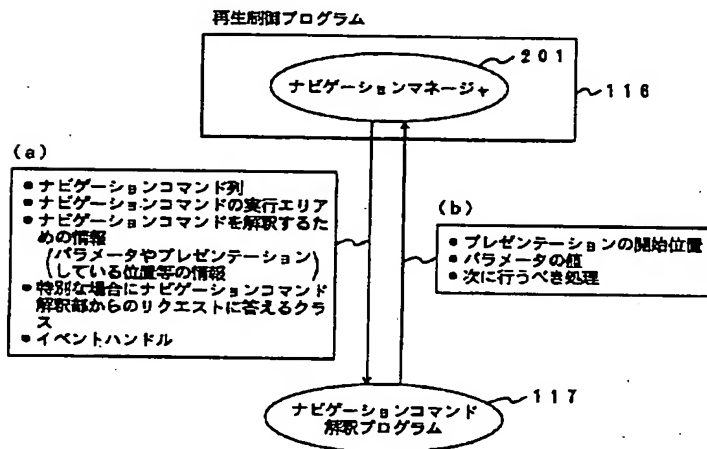 再生制御プログラム
201
ナビゲーションマネージャ
116
(a)
● ナビゲーションコマンド列
● ナビゲーションコマンドの実行エリア
● ナビゲーションコマンドを解釈するた
めの情報
(パラメータやプレゼンテーション
している位置等の情報)
● 特別な場合にナビゲーションコマンド
解釈部からのリクエストに答えるクラ
ス
● イベントハンドル
(b)
● プレゼンテーションの開始位置
● パラメータの値
● 次に行うべき処理
117
ナビゲーションコマンド
解釈プログラム